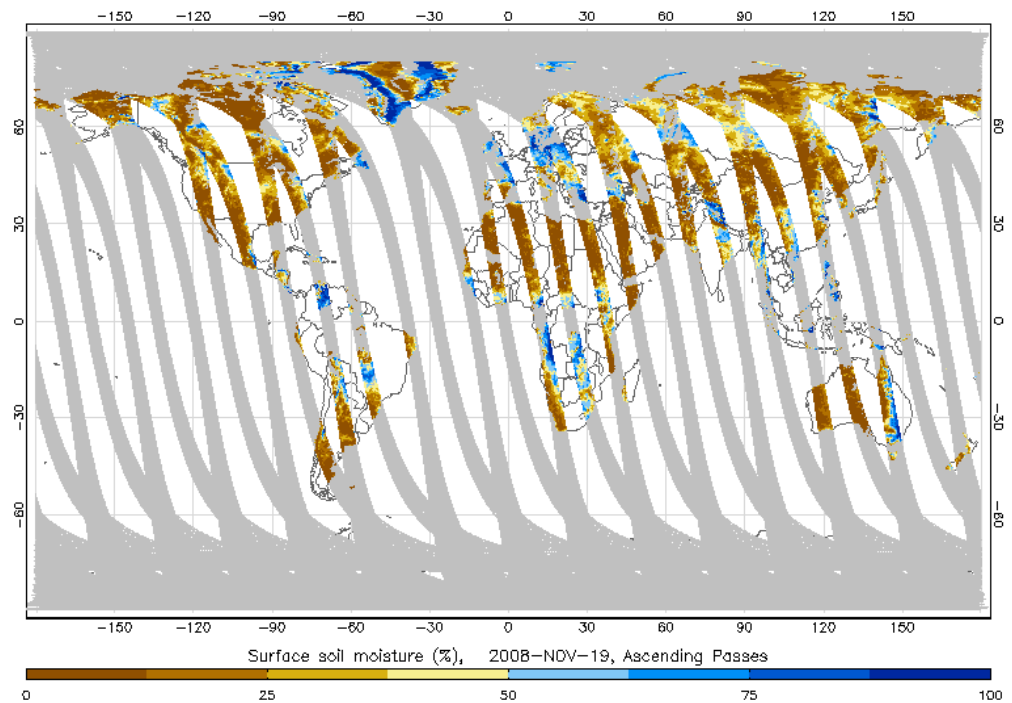 −150 −120 −90 −60 −30 0 30 60 90 120 150
60 60
30 30
0 0
−30 −30
−60 −60
−150 −120 −90 −60 −30 0 30 60 90 120 150
Surface soil moisture (%), 2008−NOV−19, Ascending Passes
0 25 50 75 100